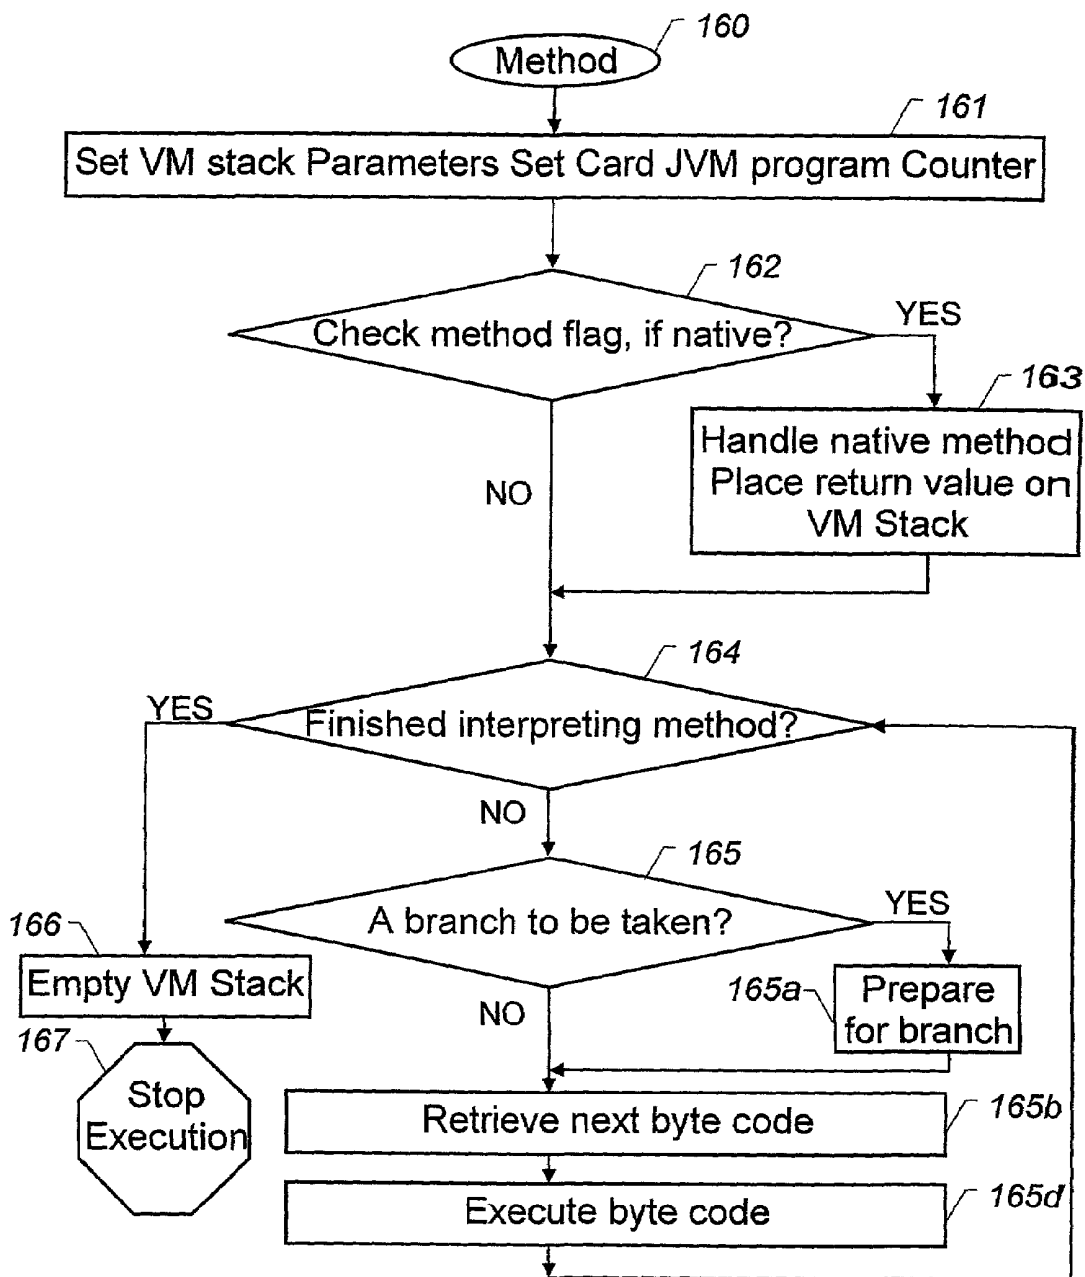 160
Method
161
Set VM stack Parameters Set Card JVM program Counter
162
Check method flag, if native?
YES
163
Handle native method
Place return value on
VM Stack
NO
164
YES
Finished interpreting method?
NO
165
A branch to be taken?
YES
166
Empty VM Stack
165a
Prepare
for branch
NO
167
Stop
Execution
Retrieve next byte code
165b
Execute byte code
165d